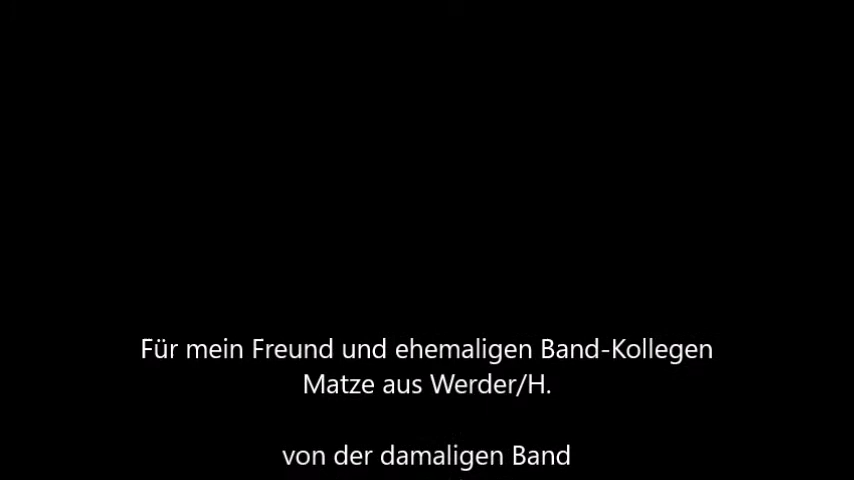 Für mein Freund und ehemaligen Band-Kollegen
Matze aus Werder/H.
von der damaligen Band